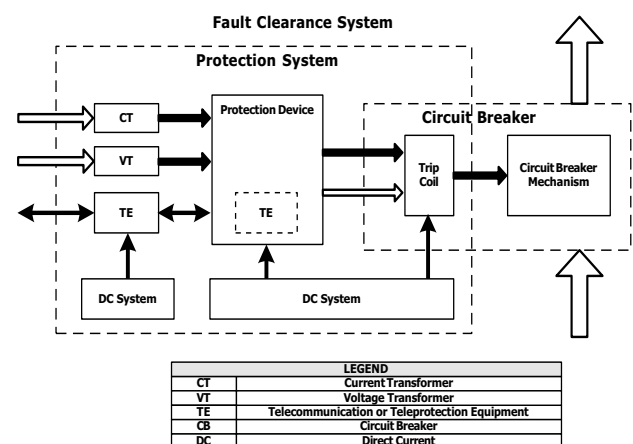 Fault Clearance System
Protection System
Protection Device
CT
Circuit Breaker
VT
Trip
Coil
Circuit Breaker
Mechanism
TE
TE
DC System
DC System
LEGEND
CT Current Transformer
VT Voltage Transformer
TE Telecommunication or Teleprotection Equipment
CB Circuit Breaker
DC Direct Current